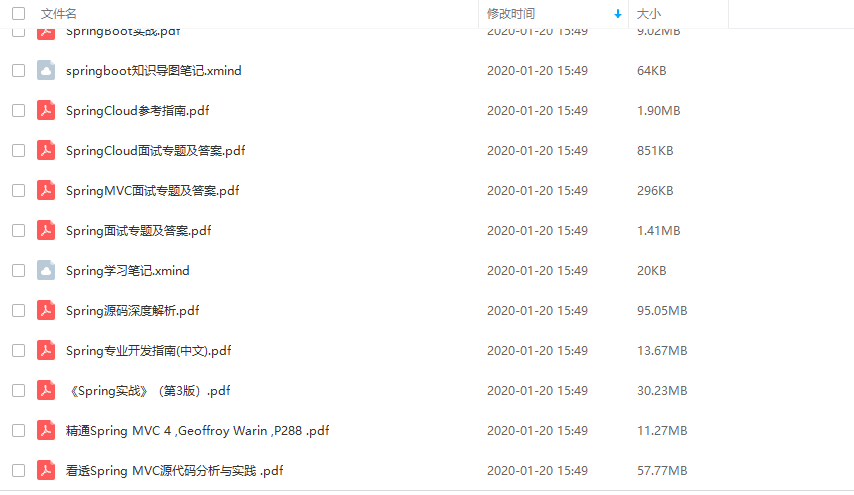 文件名 修改时间 大小
SpringBoot实战.pdf 2020-01-20 15:49 9.02MB
springboot知识导图笔记.xmind 2020-01-20 15:49 64KB
SpringCloud参考指南.pdf 2020-01-20 15:49 1.90MB
SpringCloud面试专题及答案.pdf 2020-01-20 15:49 851KB
SpringMVC面试专题及答案.pdf 2020-01-20 15:49 296KB
Spring面试专题及答案.pdf 2020-01-20 15:49 1.41MB
Spring学习笔记.xmind 2020-01-20 15:49 20KB
Spring源码深度解析.pdf 2020-01-20 15:49 95.05MB
Spring专业开发指南(中文).pdf 2020-01-20 15:49 13.67MB
《Spring实战》（第3版）.pdf 2020-01-20 15:49 30.23MB
精通Spring MVC 4 ,Geoffroy Warin ,P288 .pdf 2020-01-20 15:49 11.27MB
看透Spring MVC源代码分析与实践 .pdf 2020-01-20 15:49 57.77MB